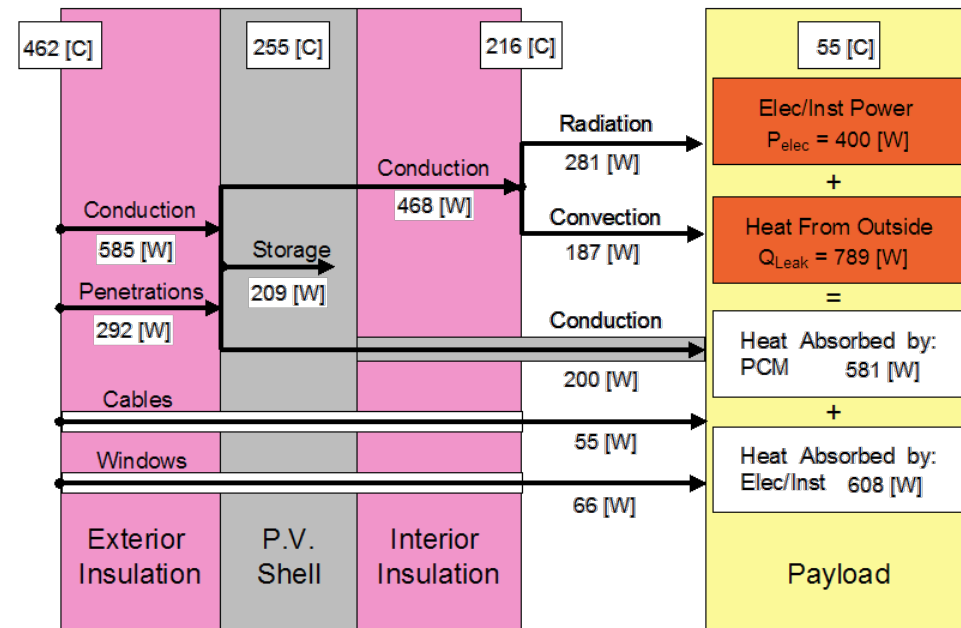 462 [C]
255 [C]
216 [C]
55 [C]
Radiation
281 [W]
Conduction
468 [W]
Convection
187 [W]
Conduction
585 [W]
Storage
209 [W]
Penetrations
292 [W]
Conduction
200 [W]
Cables
55 [W]
Windows
66 [W]
Elec/Inst Power
Pelec = 400 [W]
+
Heat From Outside
QLeak = 789 [W]
=
Heat Absorbed by:
PCM 581 [W]
+
Heat Absorbed by:
Elec/Inst 608 [W]
Exterior
Insulation
P.V.
Shell
Interior
Insulation
Payload